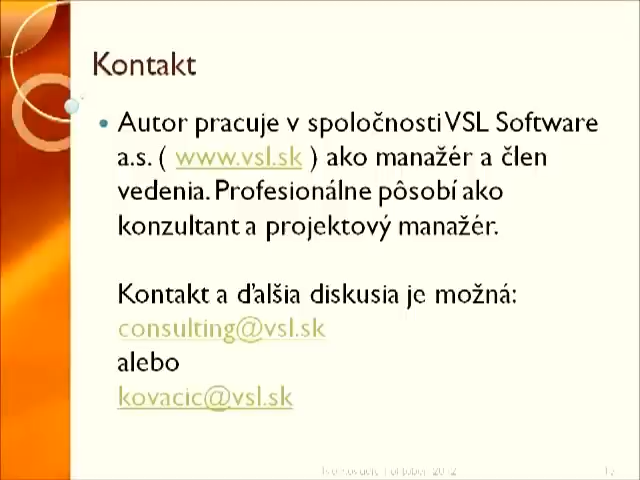 Kontakt
Autor pracuje v spoločnosti VSL Software
a.s. ( www.vsl.sk ) ako manažér a člen
vedenia. Profesionálne pôsobí ako
konzultant a projektový manažér.
Kontakt a ďalšia diskusia je možná:
consulting@vsl.sk
alebo
kovacic@vsl.sk